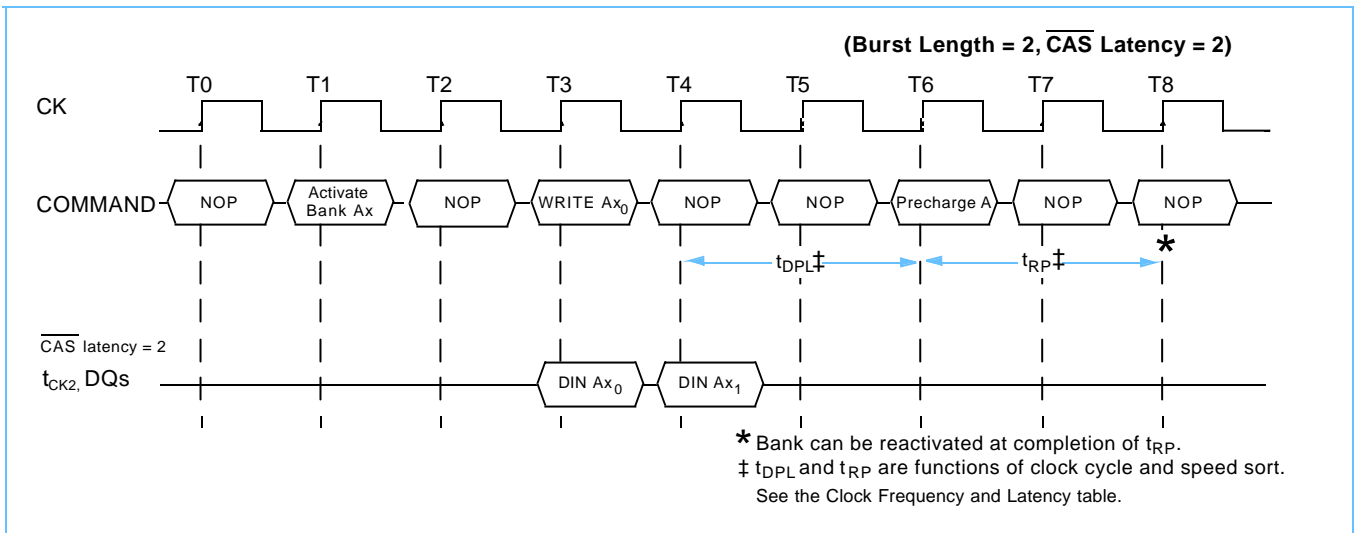 (Burst Length = 2, CAS Latency = 2)
T0 T1 T2 T3 T4 T5 T6 T7 T8
CK
COMMAND NOP Activate Bank Ax NOP WRITE Ax0 NOP NOP Precharge A NOP NOP
*
tDPL‡ tRP‡
CAS latency = 2
tCK2, DQs DIN Ax0 DIN Ax1
* Bank can be reactivated at completion of tRP.
‡ tDPL and tRP are functions of clock cycle and speed sort.
See the Clock Frequency and Latency table.